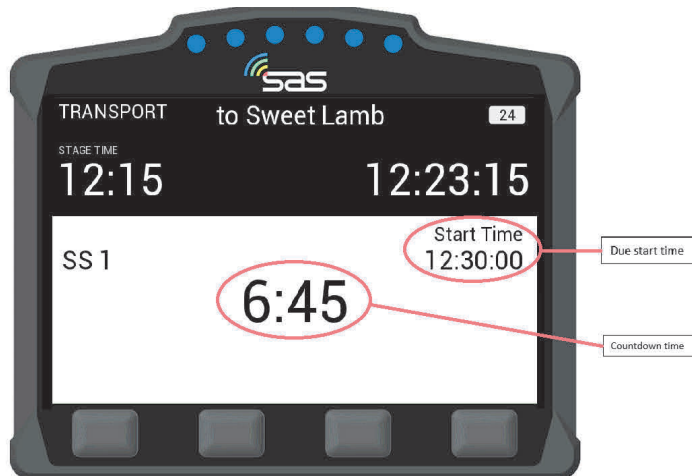 sas
TRANSPORT to Sweet Lamb 24
STAGE TIME
12:15 12:23:15
Start Time
SS 1 12:30:00
6:45
Due start time
Countdown time